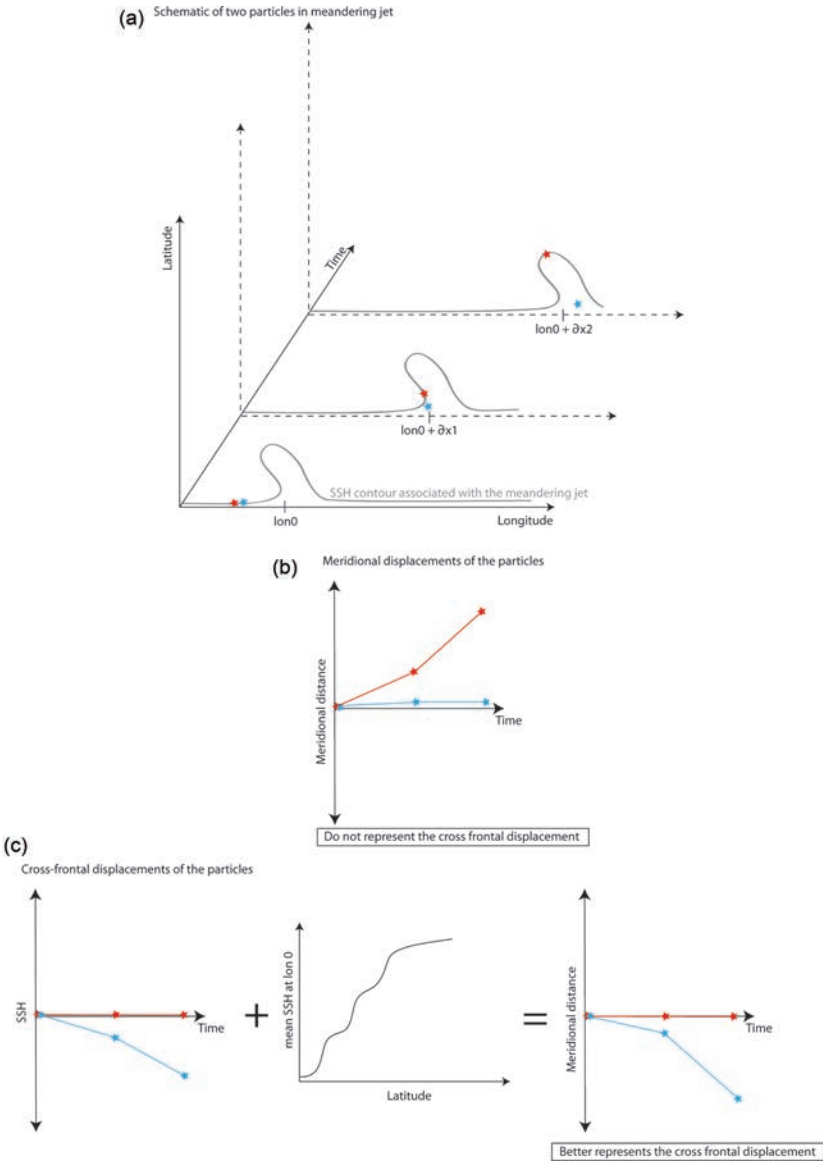 (a)
Schematic of two particles in meandering jet
Latitude
Time
lon0 + ∂x2
lon0 + ∂x1
SSH contour associated with the meandering jet
lon0
Longitude
(b)
Meridional displacements of the particles
Meridional distance
Time
Do not represent the cross frontal displacement
(c)
Cross-frontal displacements of the particles
SSH
Time
+
mean SSH at lon 0
Latitude
=
Meridional distance
Time
Better represents the cross frontal displacement